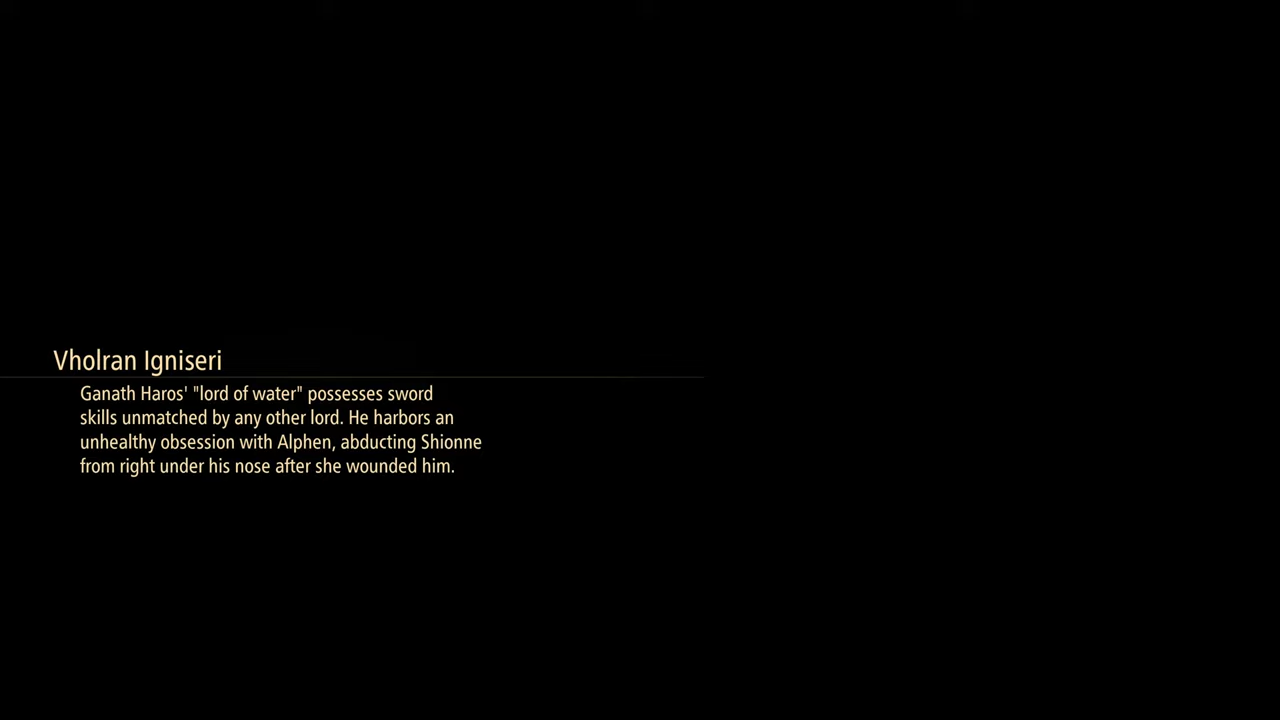 Vholran Igniseri
Ganath Haros' "lord of water" possesses sword
skills unmatched by any other lord. He harbors an
unhealthy obsession with Alphen, abducting Shionne
from right under his nose after she wounded him.